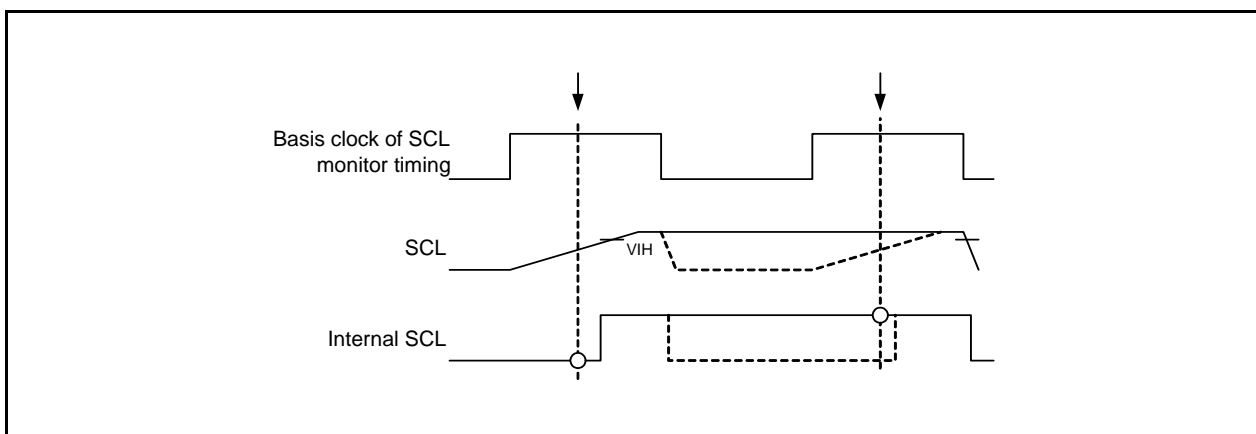 Basis clock of SCL
monitor timing
SCL
VIH
Internal SCL